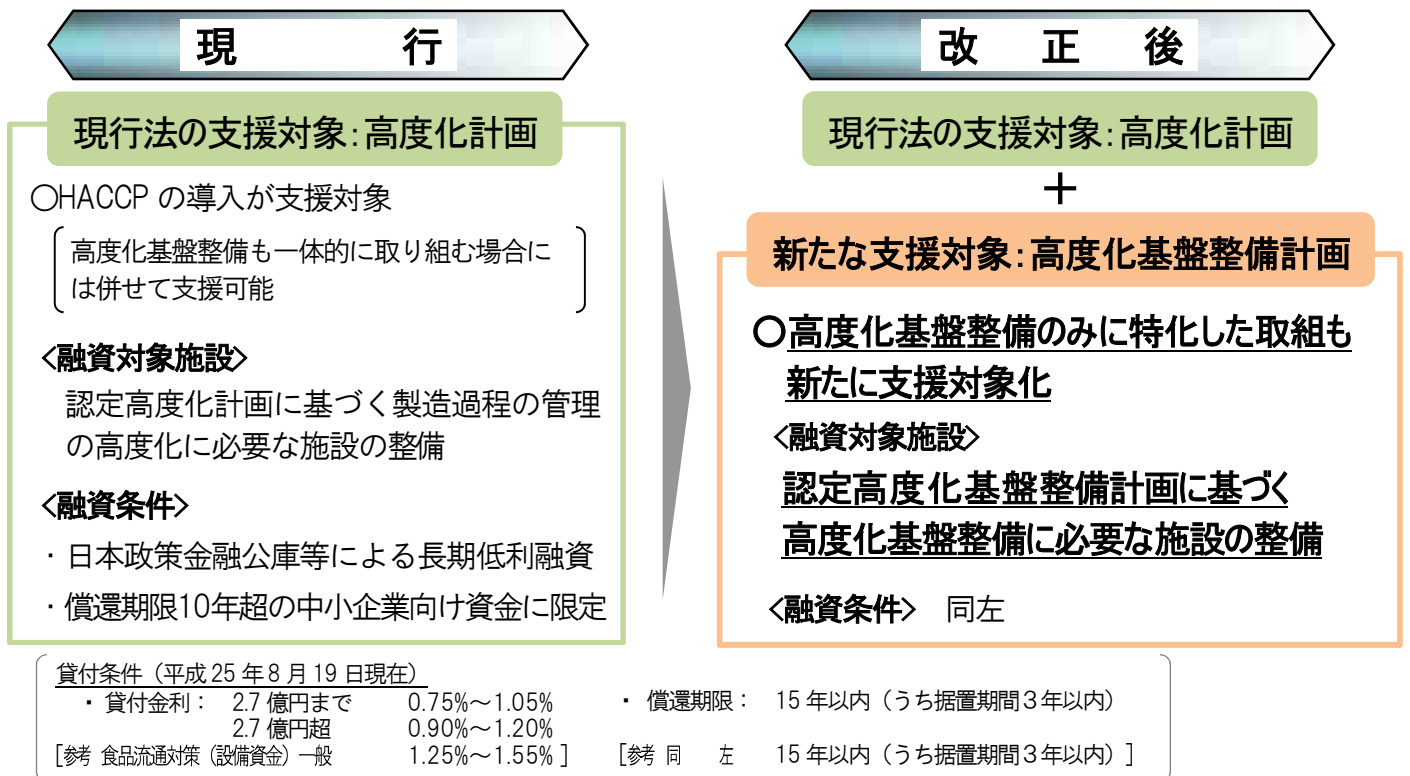 現行
現行法の支援対象：高度化計画
○HACCP の導入が支援対象
高度化基盤整備も一体的に取り組む場合に
は併せて支援可能
<融資対象施設>
認定高度化計画に基づく製造過程の管理
の高度化に必要な施設の整備
<融資条件>
・日本政策金融公庫等による長期低利融資
・償還期限10年超の中小企業向け資金に限定
改正後
現行法の支援対象：高度化計画
＋
新たな支援対象：高度化基盤整備計画
○高度化基盤整備のみに特化した取組も
新たに支援対象化
<融資対象施設>
認定高度化基盤整備計画に基づく
高度化基盤整備に必要な施設の整備
<融資条件> 同左
貸付条件（平成 25 年８月 19 日現在）
・ 貸付金利： 2.7 億円まで 0.75%～1.05% ・ 償還期限： 15 年以内（うち据置期間３年以内）
2.7 億円超 0.90%～1.20%
[参考 食品流通対策（設備資金）一般 1.25%～1.55% ] [参考 同 左 15 年以内（うち据置期間３年以内）]